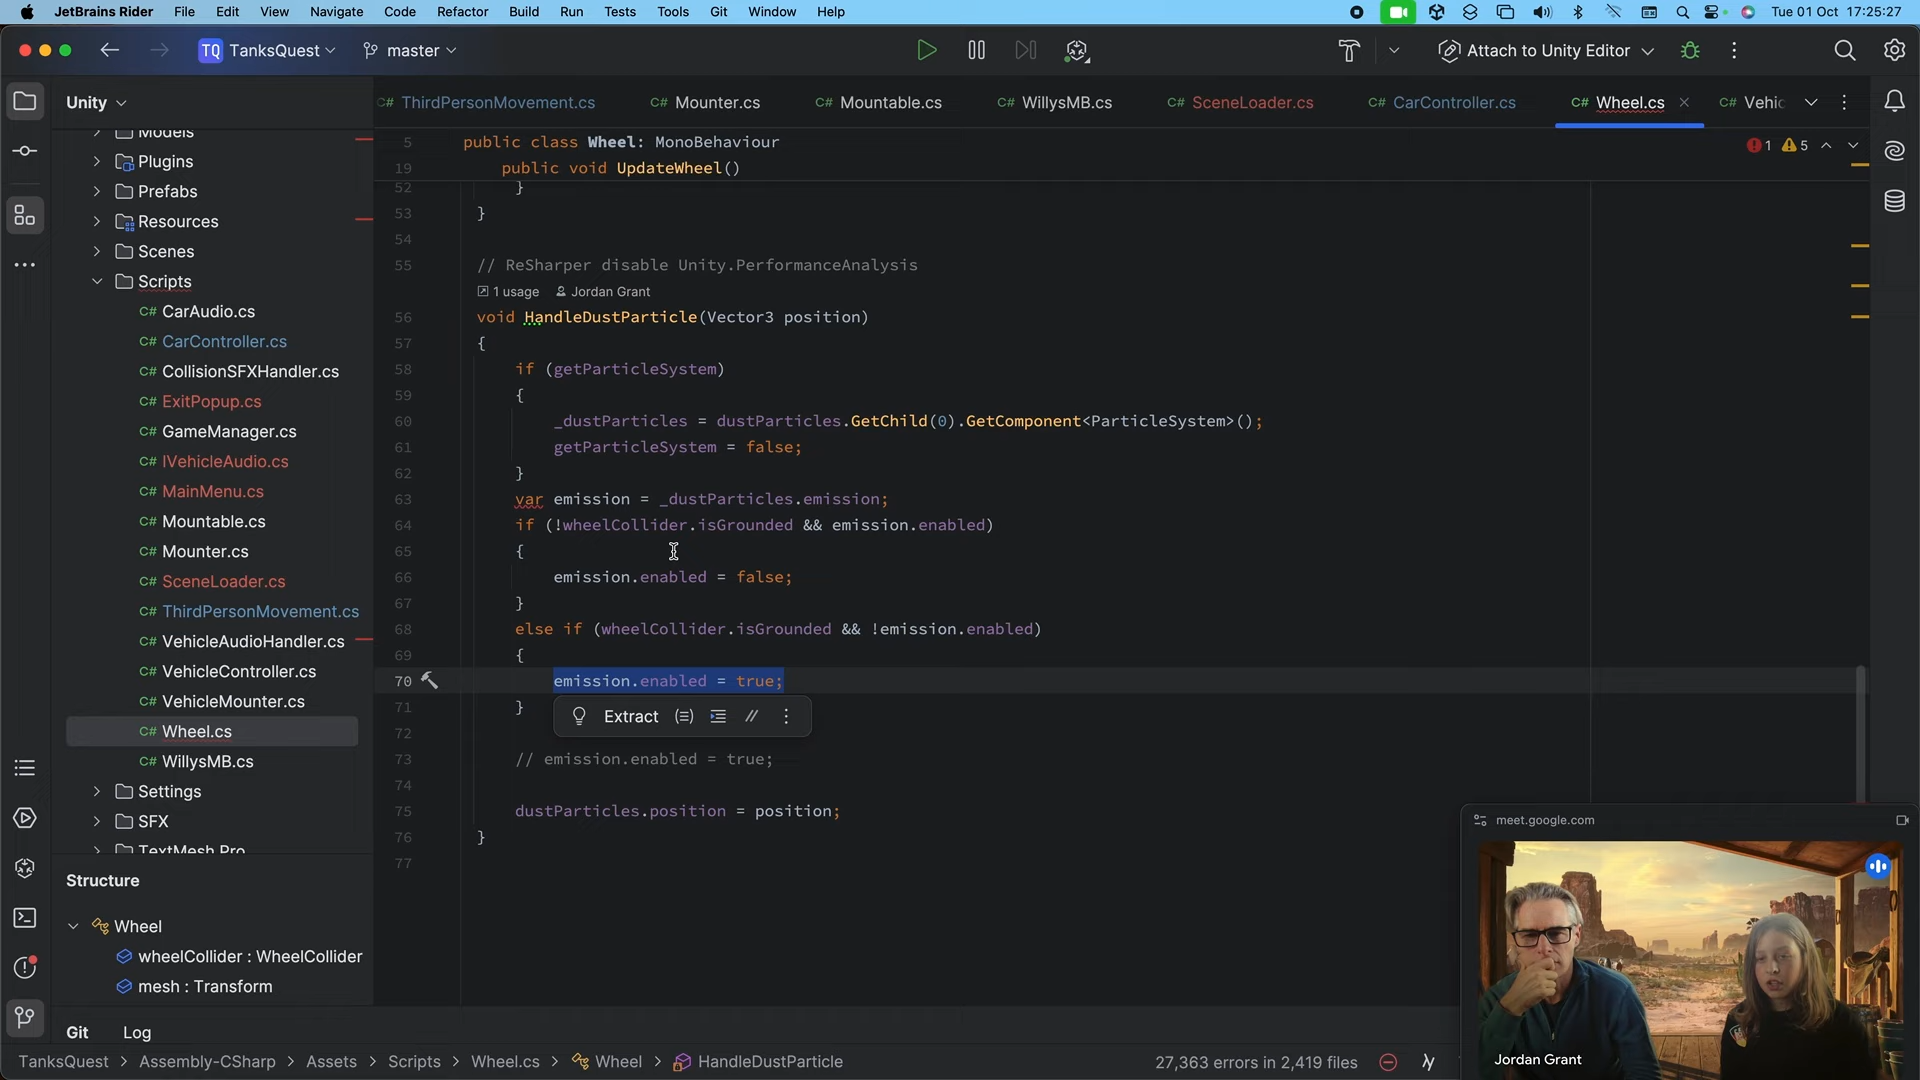 JetBrains Rider File Edit View Navigate Code Refactor Build Run Tests Tools Git Window Help Tue 01 Oct 17:25:27
TQ TanksQuest master Attach to Unity Editor
Unity
C# ThirdPersonMovement.cs C# Mounter.cs C# Mountable.cs C# WillysMB.cs C# SceneLoader.cs C# CarController.cs C# Wheel.cs C# Vehic
Models
Plugins
Prefabs
Resources
Scenes
Scripts
C# CarAudio.cs
C# CarController.cs
C# CollisionSFXHandler.cs
C# ExitPopup.cs
C# GameManager.cs
C# IVehicleAudio.cs
C# MainMenu.cs
C# Mountable.cs
C# Mounter.cs
C# SceneLoader.cs
C# ThirdPersonMovement.cs
C# VehicleAudioHandler.cs
C# VehicleController.cs
C# VehicleMounter.cs
C# Wheel.cs
C# WillysMB.cs
Settings
SFX
TextMesh Pro
Structure
Wheel
wheelCollider : WheelCollider
mesh : Transform
5 public class Wheel: MonoBehaviour
1 5
19 public void UpdateWheel()
52 }
53 }
54
55 // ReSharper disable Unity.PerformanceAnalysis
1 usage Jordan Grant
56 void HandleDustParticle(Vector3 position)
57 {
58 if (getParticleSystem)
59 {
60 _dustParticles = dustParticles.GetChild(0).GetComponent<ParticleSystem>();
61 getParticleSystem = false;
62 }
63 var emission = _dustParticles.emission;
64 if (!wheelCollider.isGrounded && emission.enabled)
65 {
66 emission.enabled = false;
67 }
68 else if (wheelCollider.isGrounded && !emission.enabled)
69 {
70 emission.enabled = true;
71 }
Extract
72
73 // emission.enabled = true;
74
75 dustParticles.position = position;
76 }
77
meet.google.com
Jordan Grant
Git Log
TanksQuest > Assembly-CSharp > Assets > Scripts > Wheel.cs > Wheel > HandleDustParticle 27,363 errors in 2,419 files